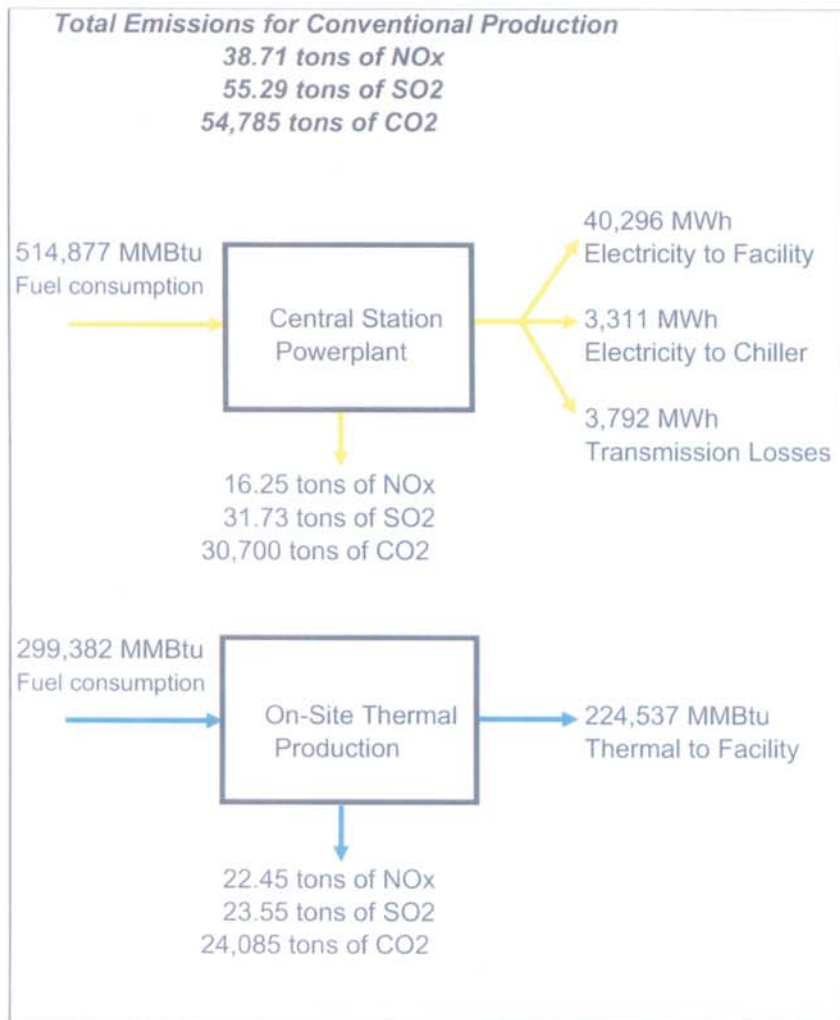 Total Emissions for Conventional Production
38.71 tons of NOx
55.29 tons of SO2
54,785 tons of CO2
514,877 MMBtu
Fuel consumption
Central Station
Powerplant
40,296 MWh
Electricity to Facility
3,311 MWh
Electricity to Chiller
3,792 MWh
Transmission Losses
16.25 tons of NOx
31.73 tons of SO2
30,700 tons of CO2
299,382 MMBtu
Fuel consumption
On-Site Thermal
Production
224,537 MMBtu
Thermal to Facility
22.45 tons of NOx
23.55 tons of SO2
24,085 tons of CO2